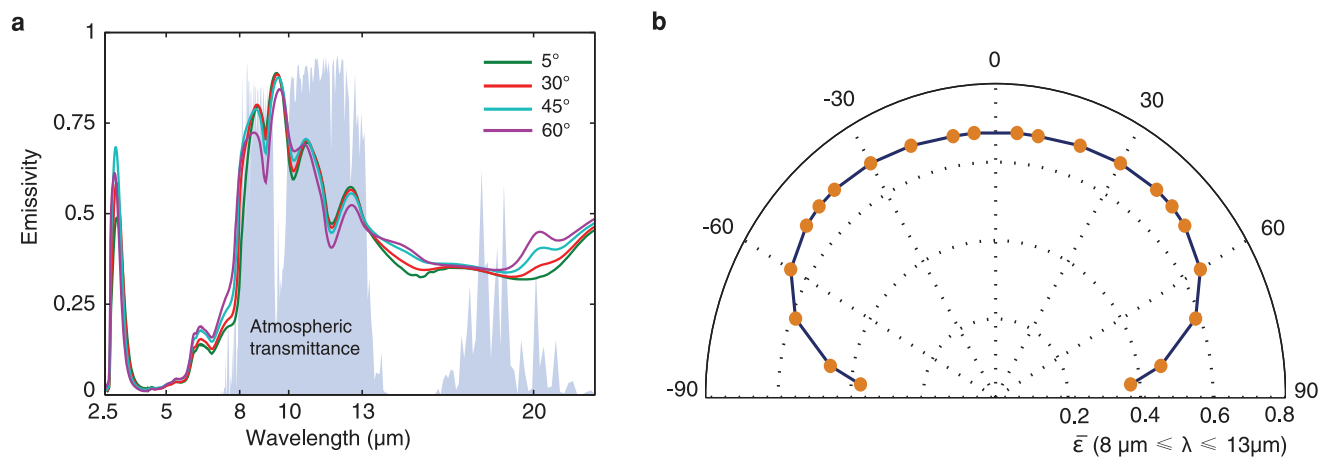 a
1
0.75
0.5
0.25
0
Emissivity
5°
30°
45°
60°
Atmospheric
transmittance
2.5 5 8 10 13 20
Wavelength (μm)
b
0
-30 30
-60 60
-90 90
0.2 0.4 0.6 0.8
ε̄ (8 μm ⩽ λ ⩽ 13μm)